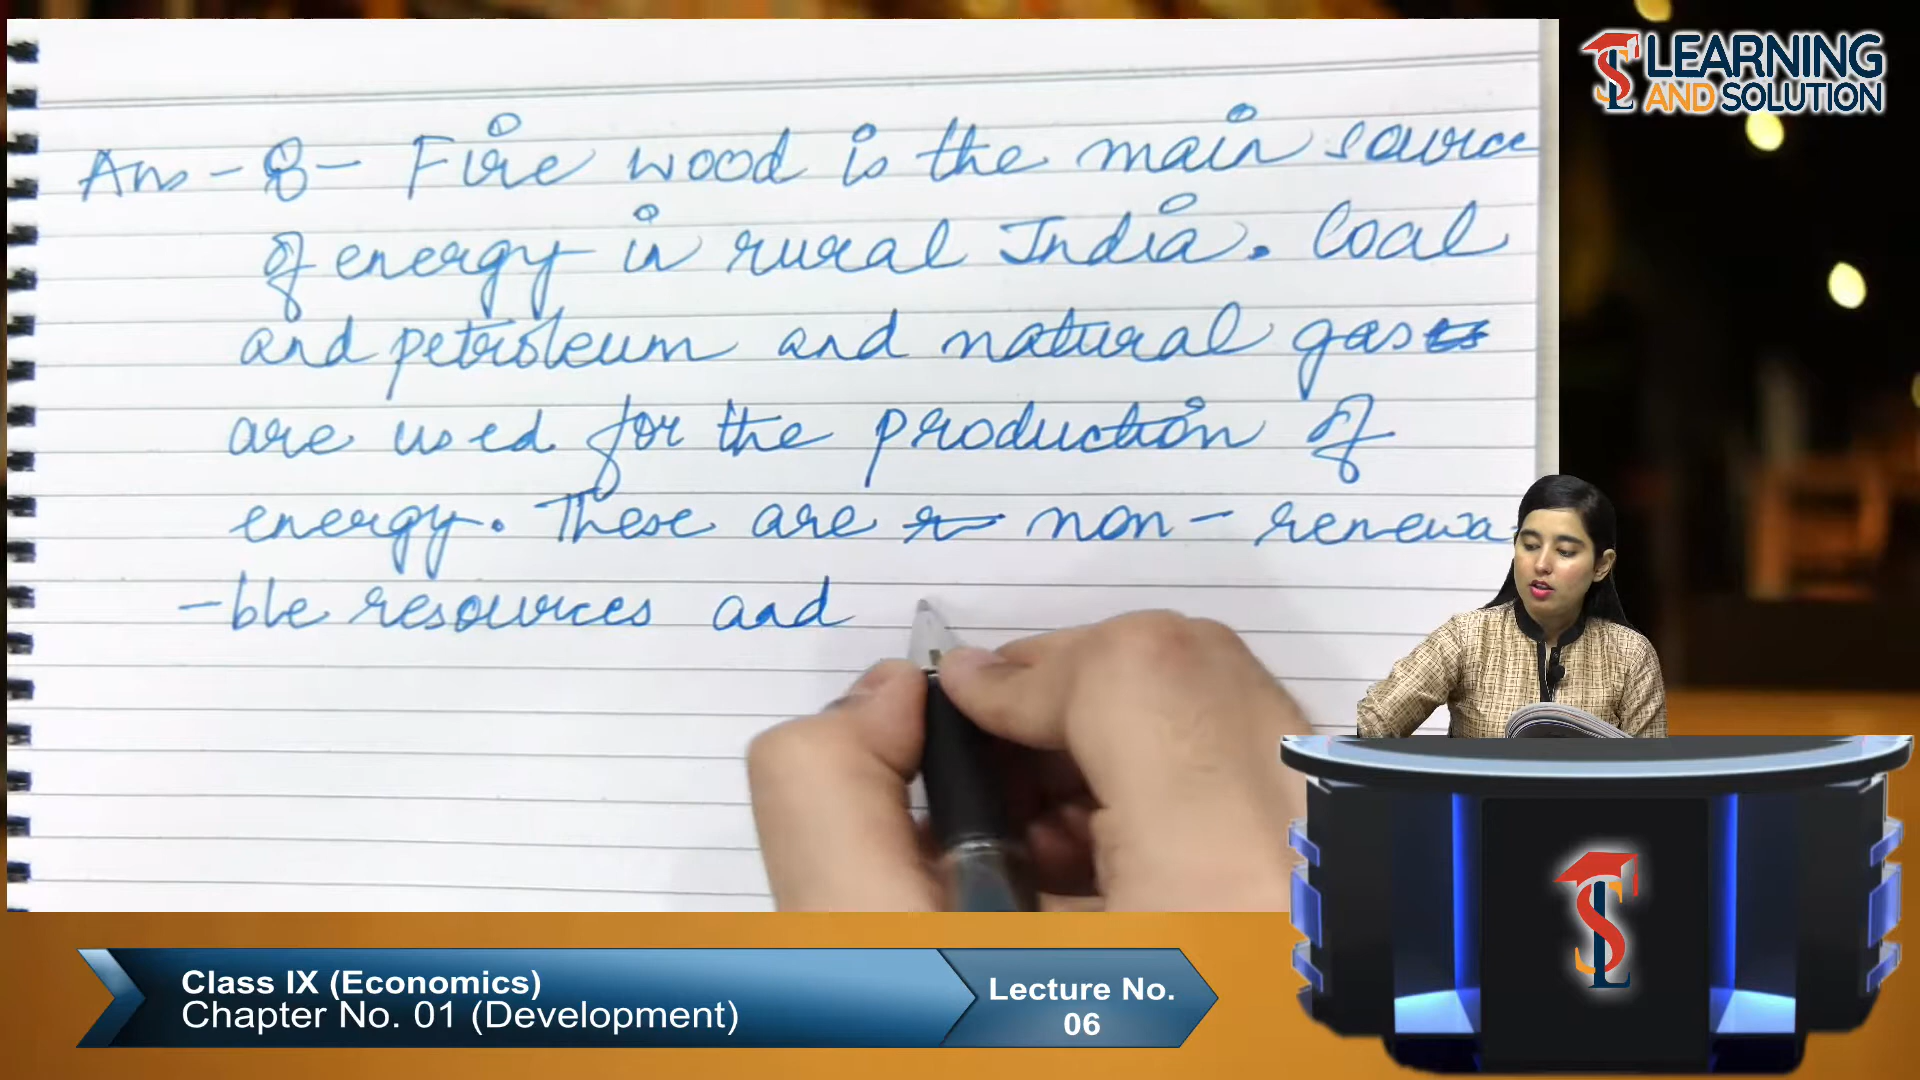 LEARNING
AND SOLUTION
Ans - 8 - Fire wood is the main source
of energy in rural India. Coal
and petroleum and natural gas
are used for the production of
energy. These are non - renewa
-ble resources and
Class IX (Economics)
Chapter No. 01 (Development)
Lecture No.
06